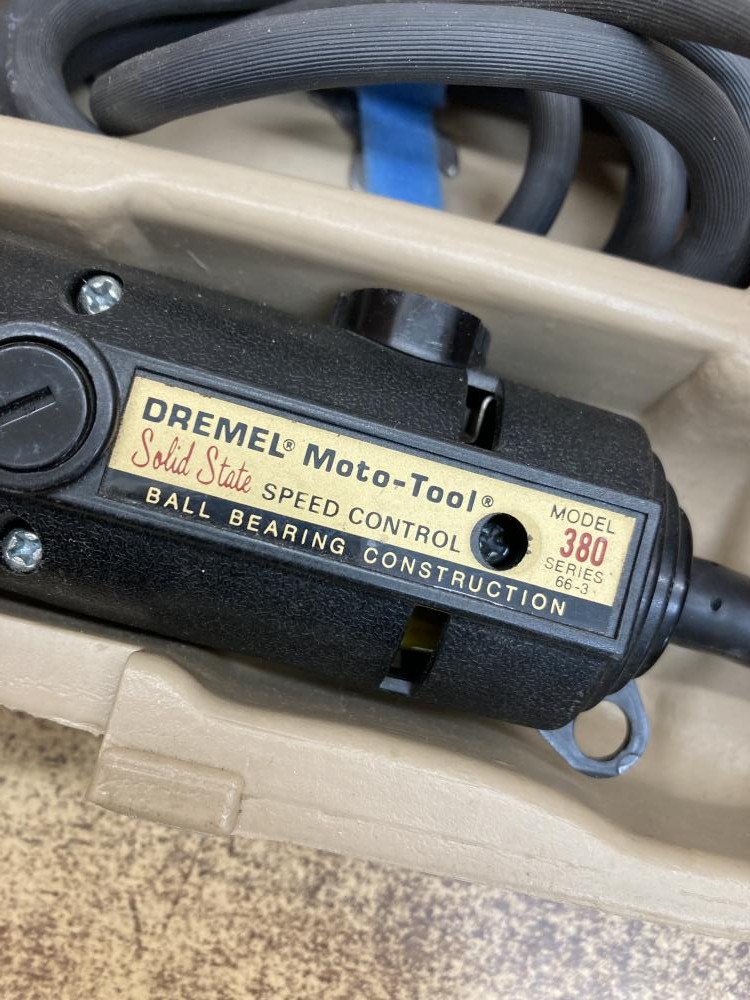 DREMEL® Moto-Tool®
Solid State SPEED CONTROL
BALL BEARING CONSTRUCTION
MODEL
380
SERIES
66-3